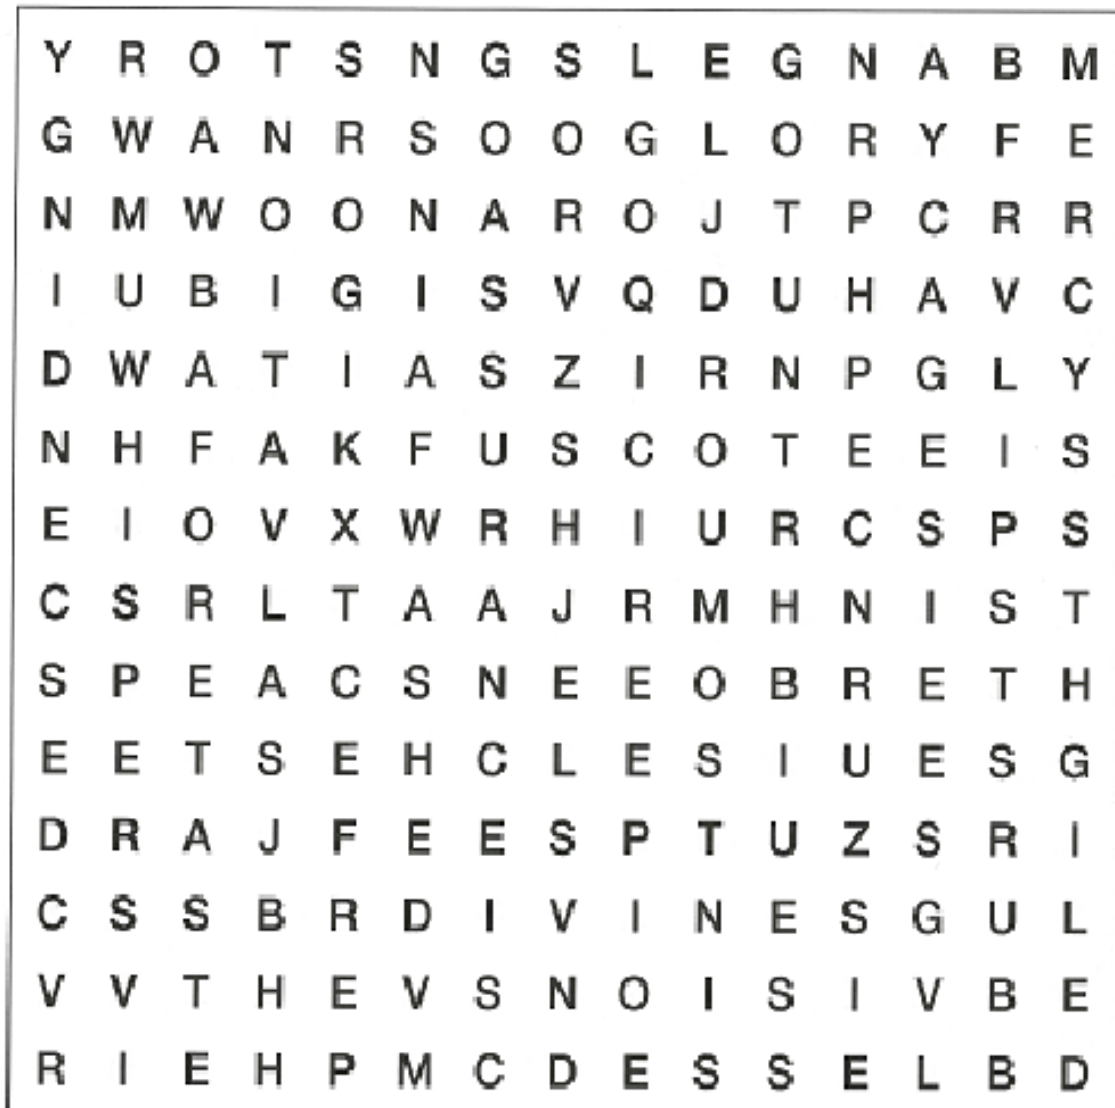 Y R O T S N G S L E G N A B M
G W A N R S O O G L O R Y F E
N M W O O N A R O J T P C R R
I U B I G I S V Q D U H A V C
D W A T I A S Z I R N P G L Y
N H F A K F U S C O T E E I S
E I O V X W R H I U R C S P S
C S R L T A A J R M H N I S T
S P E A C S N E E O B R E T H
E E T S E H C L E S I U E S G
D R A J F E E S P T U Z S R I
C S S B R D I V I N E S G U L
V V T H E V S N O I S I V B E
R I E H P M C D E S S E L B D